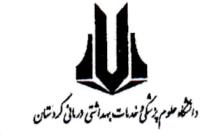 دانشگاه علوم پزشکی و خدمات بهداشتی درمانی کردستان